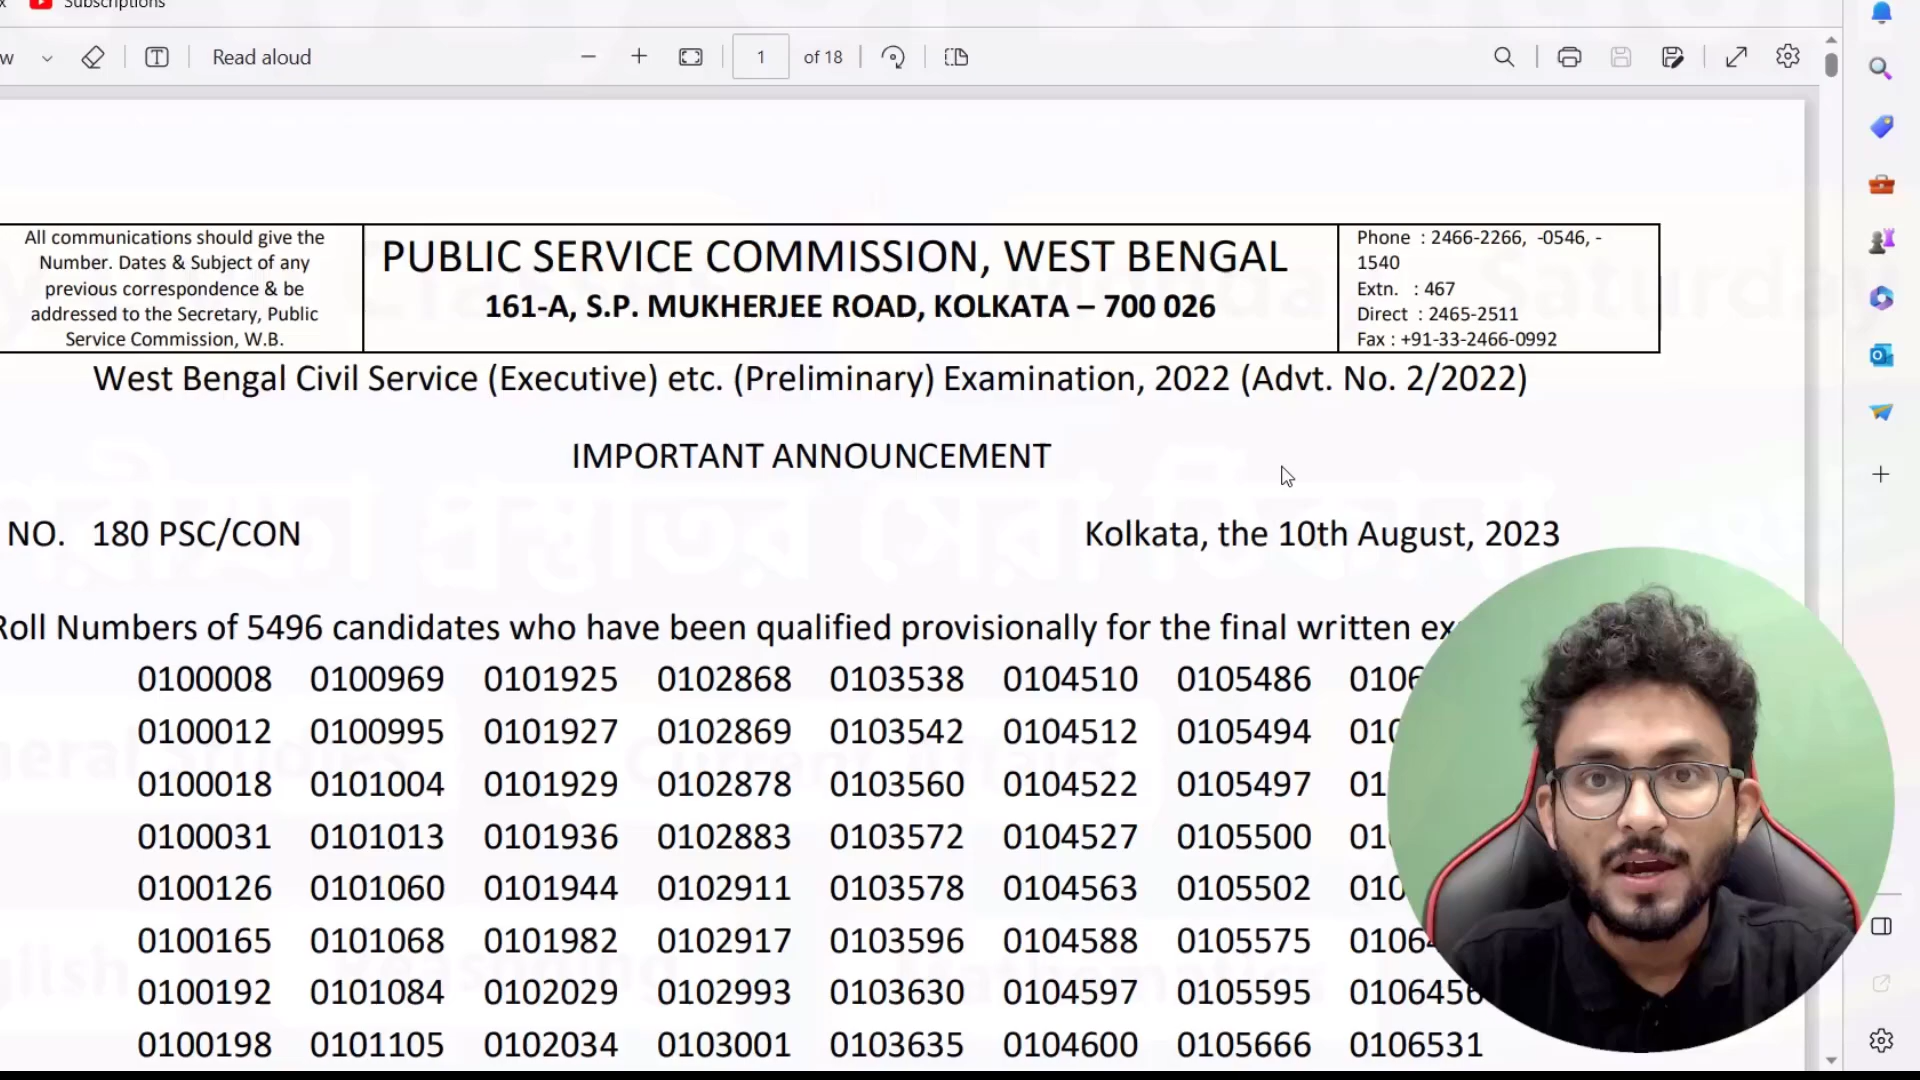 Subscriptions
Read aloud
1 of 18
All communications should give the
Number. Dates & Subject of any
previous correspondence & be
addressed to the Secretary, Public
Service Commission, W.B.
PUBLIC SERVICE COMMISSION, WEST BENGAL
161-A, S.P. MUKHERJEE ROAD, KOLKATA – 700 026
Phone : 2466-2266, -0546, -
1540
Extn. : 467
Direct : 2465-2511
Fax : +91-33-2466-0992
West Bengal Civil Service (Executive) etc. (Preliminary) Examination, 2022 (Advt. No. 2/2022)
IMPORTANT ANNOUNCEMENT
NO. 180 PSC/CON Kolkata, the 10th August, 2023
Roll Numbers of 5496 candidates who have been qualified provisionally for the final written
0100008 0100969 0101925 0102868 0103538 0104510 0105486
0100012 0100995 0101927 0102869 0103542 0104512 0105494
0100018 0101004 0101929 0102878 0103560 0104522 0105497
0100031 0101013 0101936 0102883 0103572 0104527 0105500
0100126 0101060 0101944 0102911 0103578 0104563 0105502
0100165 0101068 0101982 0102917 0103596 0104588 0105575
0100192 0101084 0102029 0102993 0103630 0104597 0105595 0106456
0100198 0101105 0102034 0103001 0103635 0104600 0105666 0106531